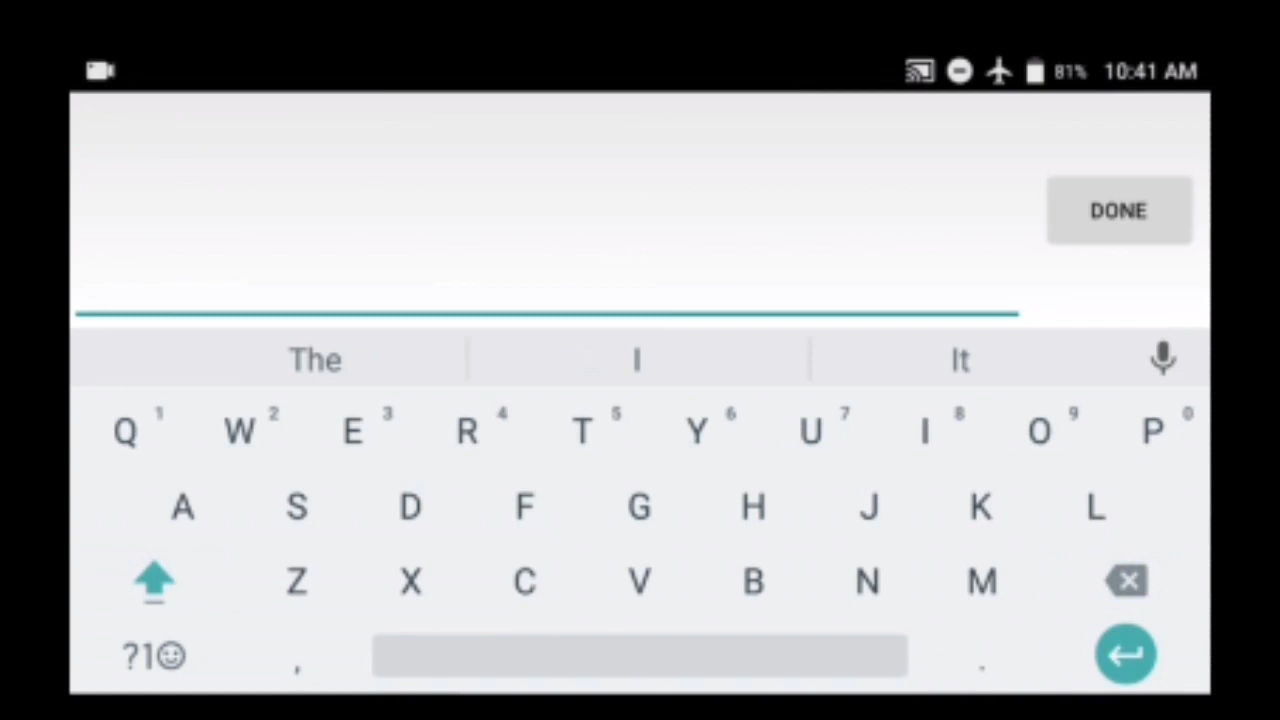 81% 10:41 AM
DONE
The I It
Q 1 W 2 E 3 R 4 T 5 Y 6 U 7 I 8 O 9 P 0
A S D F G H J K L
Z X C V B N M
?1☺ , .